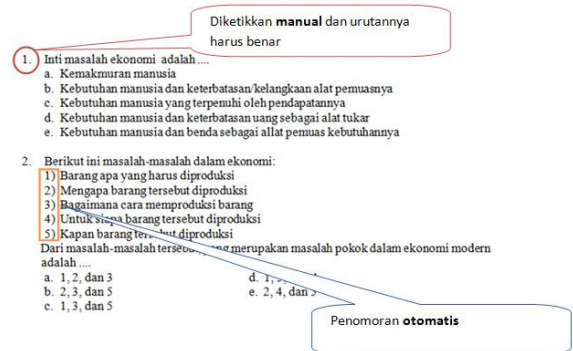 Diketikkan manual dan urutannya
harus benar
1. Inti masalah ekonomi adalah ....
a. Kemakmuran manusia
b. Kebutuhan manusia dan keterbatasan/kelangkaan alat pemuasnya
c. Kebutuhan manusia yang terpenuhi oleh pendapatannya
d. Kebutuhan manusia dan keterbatasan uang sebagai alat tukar
e. Kebutuhan manusia dan benda sebagai allat pemuas kebutuhannya
2. Berikut ini masalah-masalah dalam ekonomi:
1) Barang apa yang harus diproduksi
2) Mengapa barang tersebut diproduksi
3) Bagaimana cara memproduksi barang
4) Untuk siapa barang tersebut diproduksi
5) Kapan barang diproduksi
Dari masalah-masalah merupakan masalah pokok dalam ekonomi modern
adalah ....
a. 1, 2, dan 3
b. 2, 3, dan 5
c. 1, 3, dan 5
d. 1,
e. 2, 4, dan
Penomoran otomatis